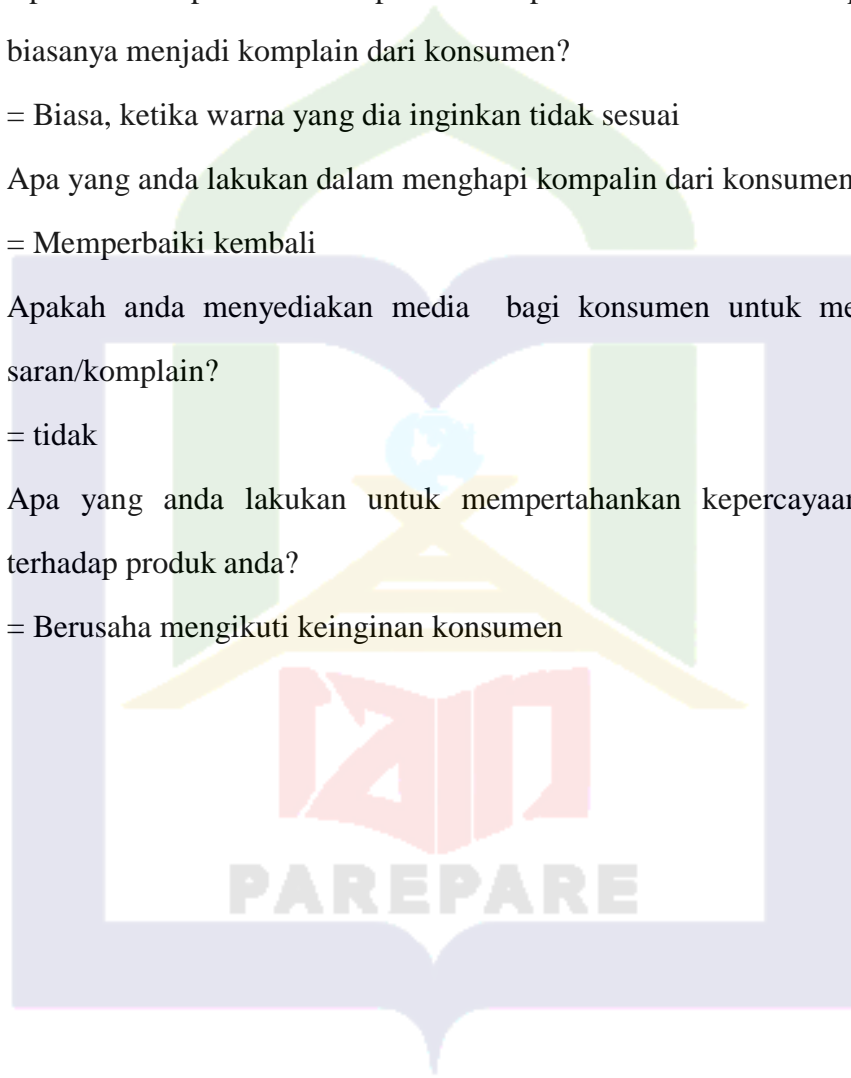 biasanya menjadi komplain dari konsumen?
= Biasa, ketika warna yang dia inginkan tidak sesuai
Apa yang anda lakukan dalam menghapi kompalin dari konsumen
= Memperbaiki kembali
Apakah anda menyediakan media bagi konsumen untuk me
saran/komplain?
= tidak
Apa yang anda lakukan untuk mempertahankan kepercayaan
terhadap produk anda?
= Berusaha mengikuti keinginan konsumen
PAREPARE